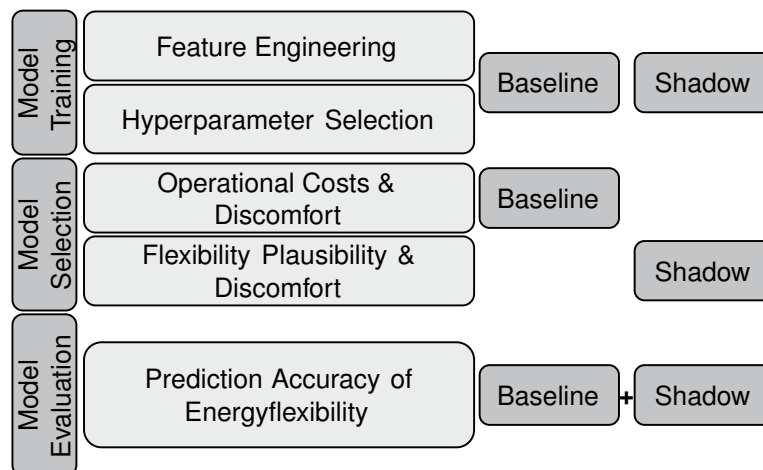 Model
Training
Feature Engineering
Hyperparameter Selection
Baseline
Shadow
Model
Selection
Operational Costs &
Discomfort
Baseline
Flexibility Plausibility &
Discomfort
Shadow
Model
Evaluation
Prediction Accuracy of
Energyflexibility
Baseline + Shadow